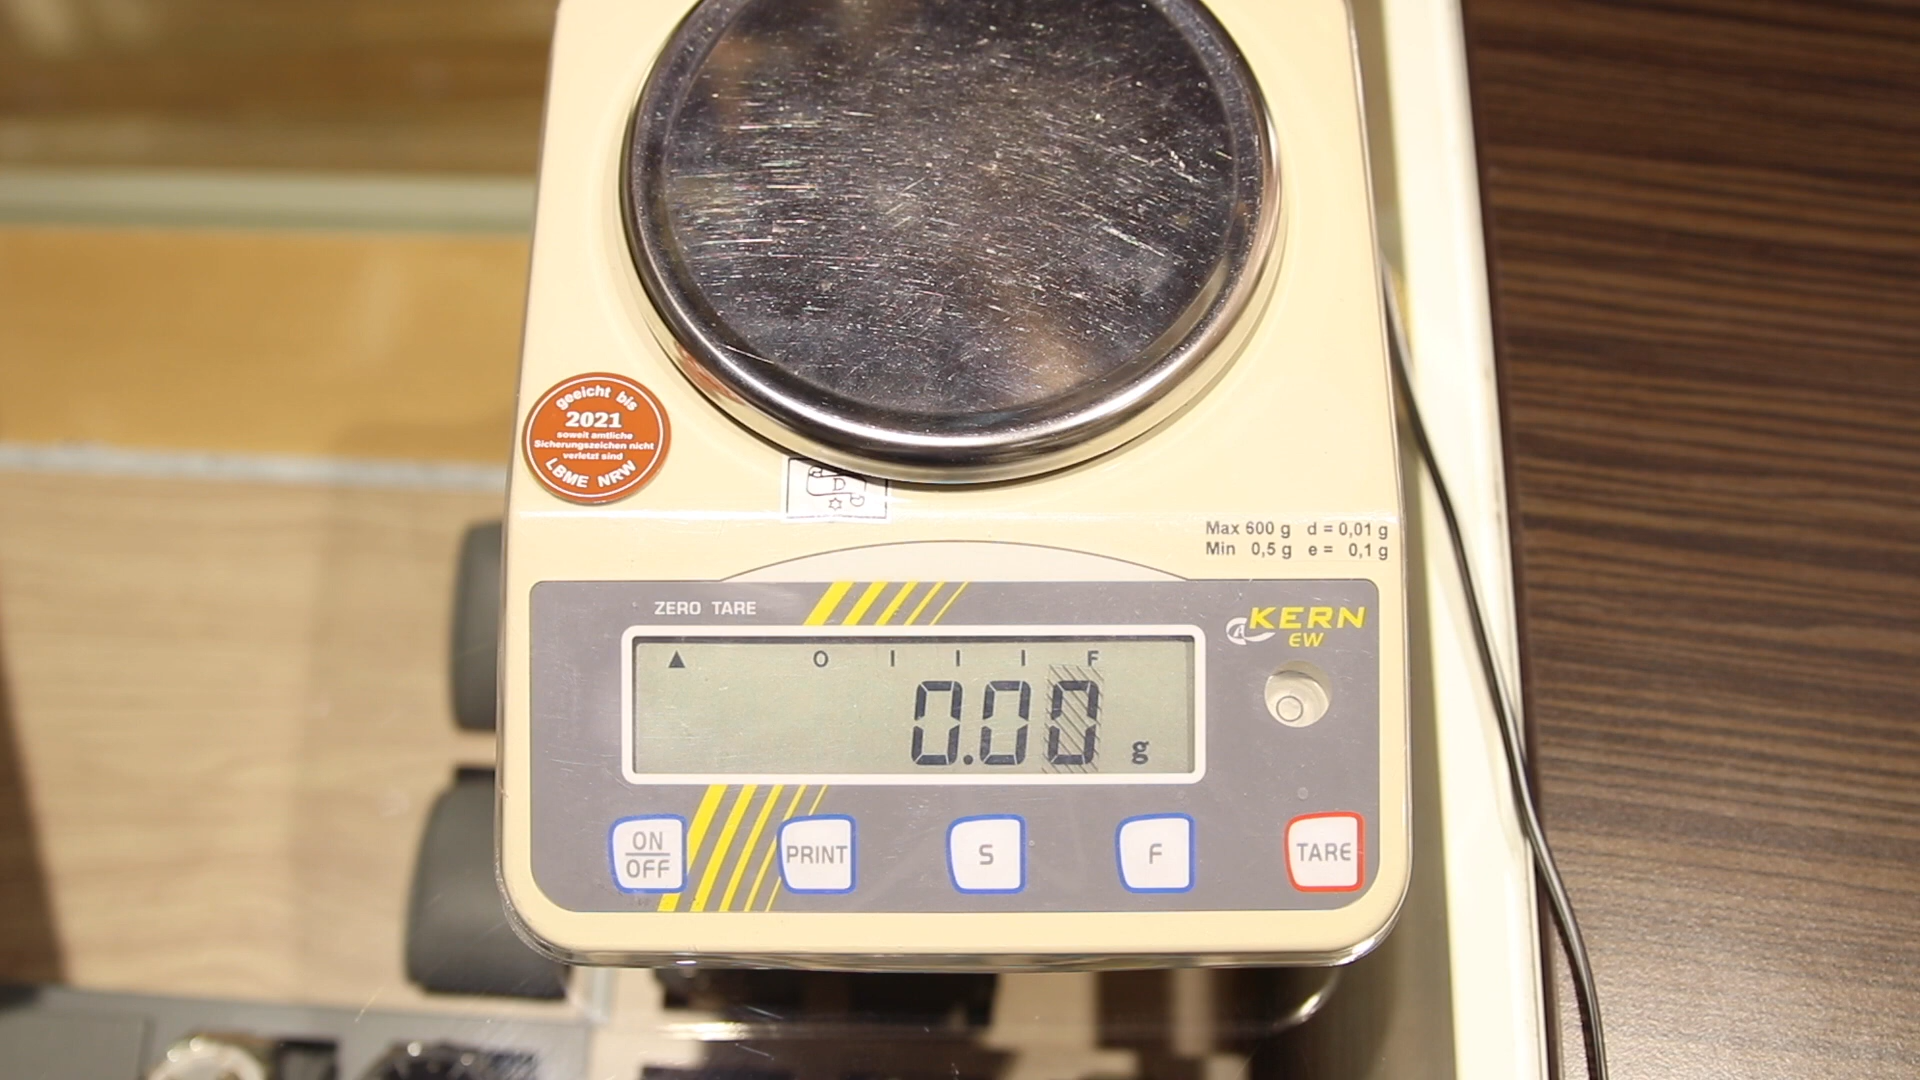 geeicht bis
2021
soweit amtliche
Sicherungszeichen nicht
verletzt sind
LBME NRW
D
Max 600 g d = 0,01 g
Min 0,5 g e = 0,1 g
ZERO TARE
KERN
EW
O I I I F
0.00 g
ON
OFF
PRINT
S
F
TARE